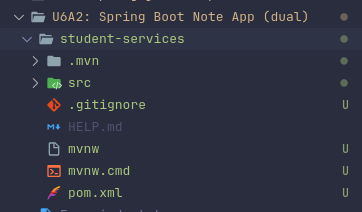 U6A2: Spring Boot Note App (dual)
student-services
.mvn
src
.gitignore U
HELP.md
mvnw U
mvnw.cmd U
pom.xml U